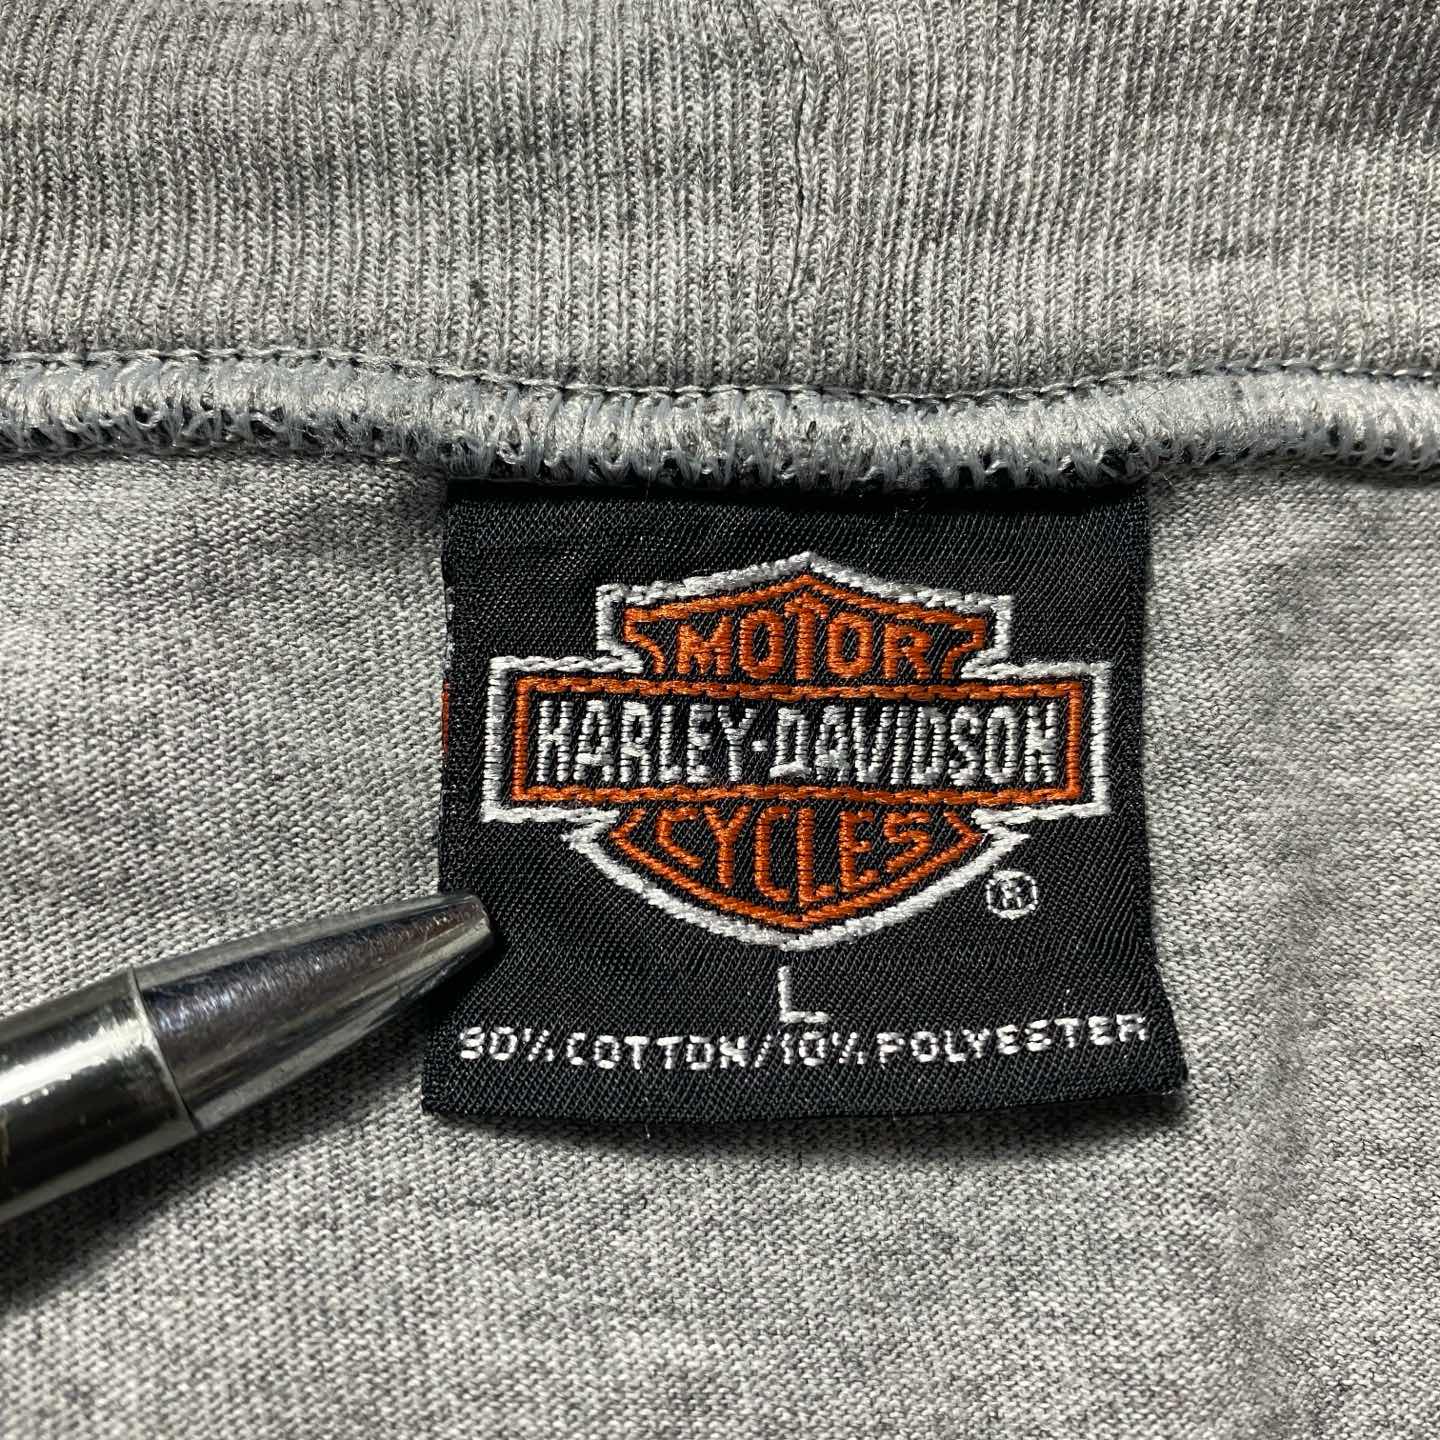 MOTOR
HARLEY-DAVIDSON
CYCLES
®
L
90% COTTON/10% POLYESTER